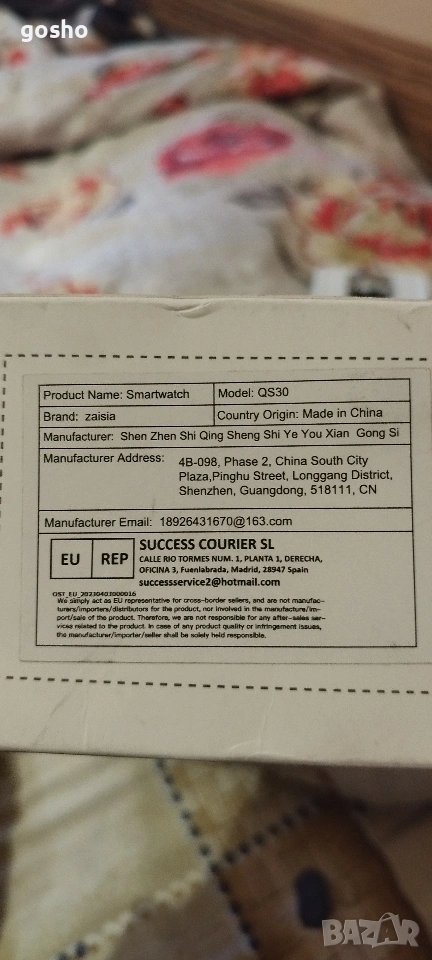 gosho
Product Name: Smartwatch
Model: QS30
Brand: zaisia
Country Origin: Made in China
Manufacturer: Shen Zhen Shi Qing Sheng Shi Ye You Xian Gong Si
Manufacturer Address:
4B-098, Phase 2, China South City
Plaza,Pinghu Street, Longgang District,
Shenzhen, Guangdong, 518111, CN
Manufacturer Email: 18926431670@163.com
EU REP
SUCCESS COURIER SL
CALLE RIO TORMES NUM. 1, PLANTA 1, DERECHA,
OFICINA 3, Fuenlabrada, Madrid, 28947 Spain
successservice2@hotmail.com
OST_EU_20230403000016
We simply act as EU representative for cross-border sellers, and are not manufac-
turers/importers/distributors for the product, nor involved in the manufacture/im-
port/sale of the product. Therefore, we are not responsible for any after-sales ser-
vices related to the product. In case of any product quality or infringement issues,
the manufacturer/importer/seller shall be solely held responsible.
BAZAR